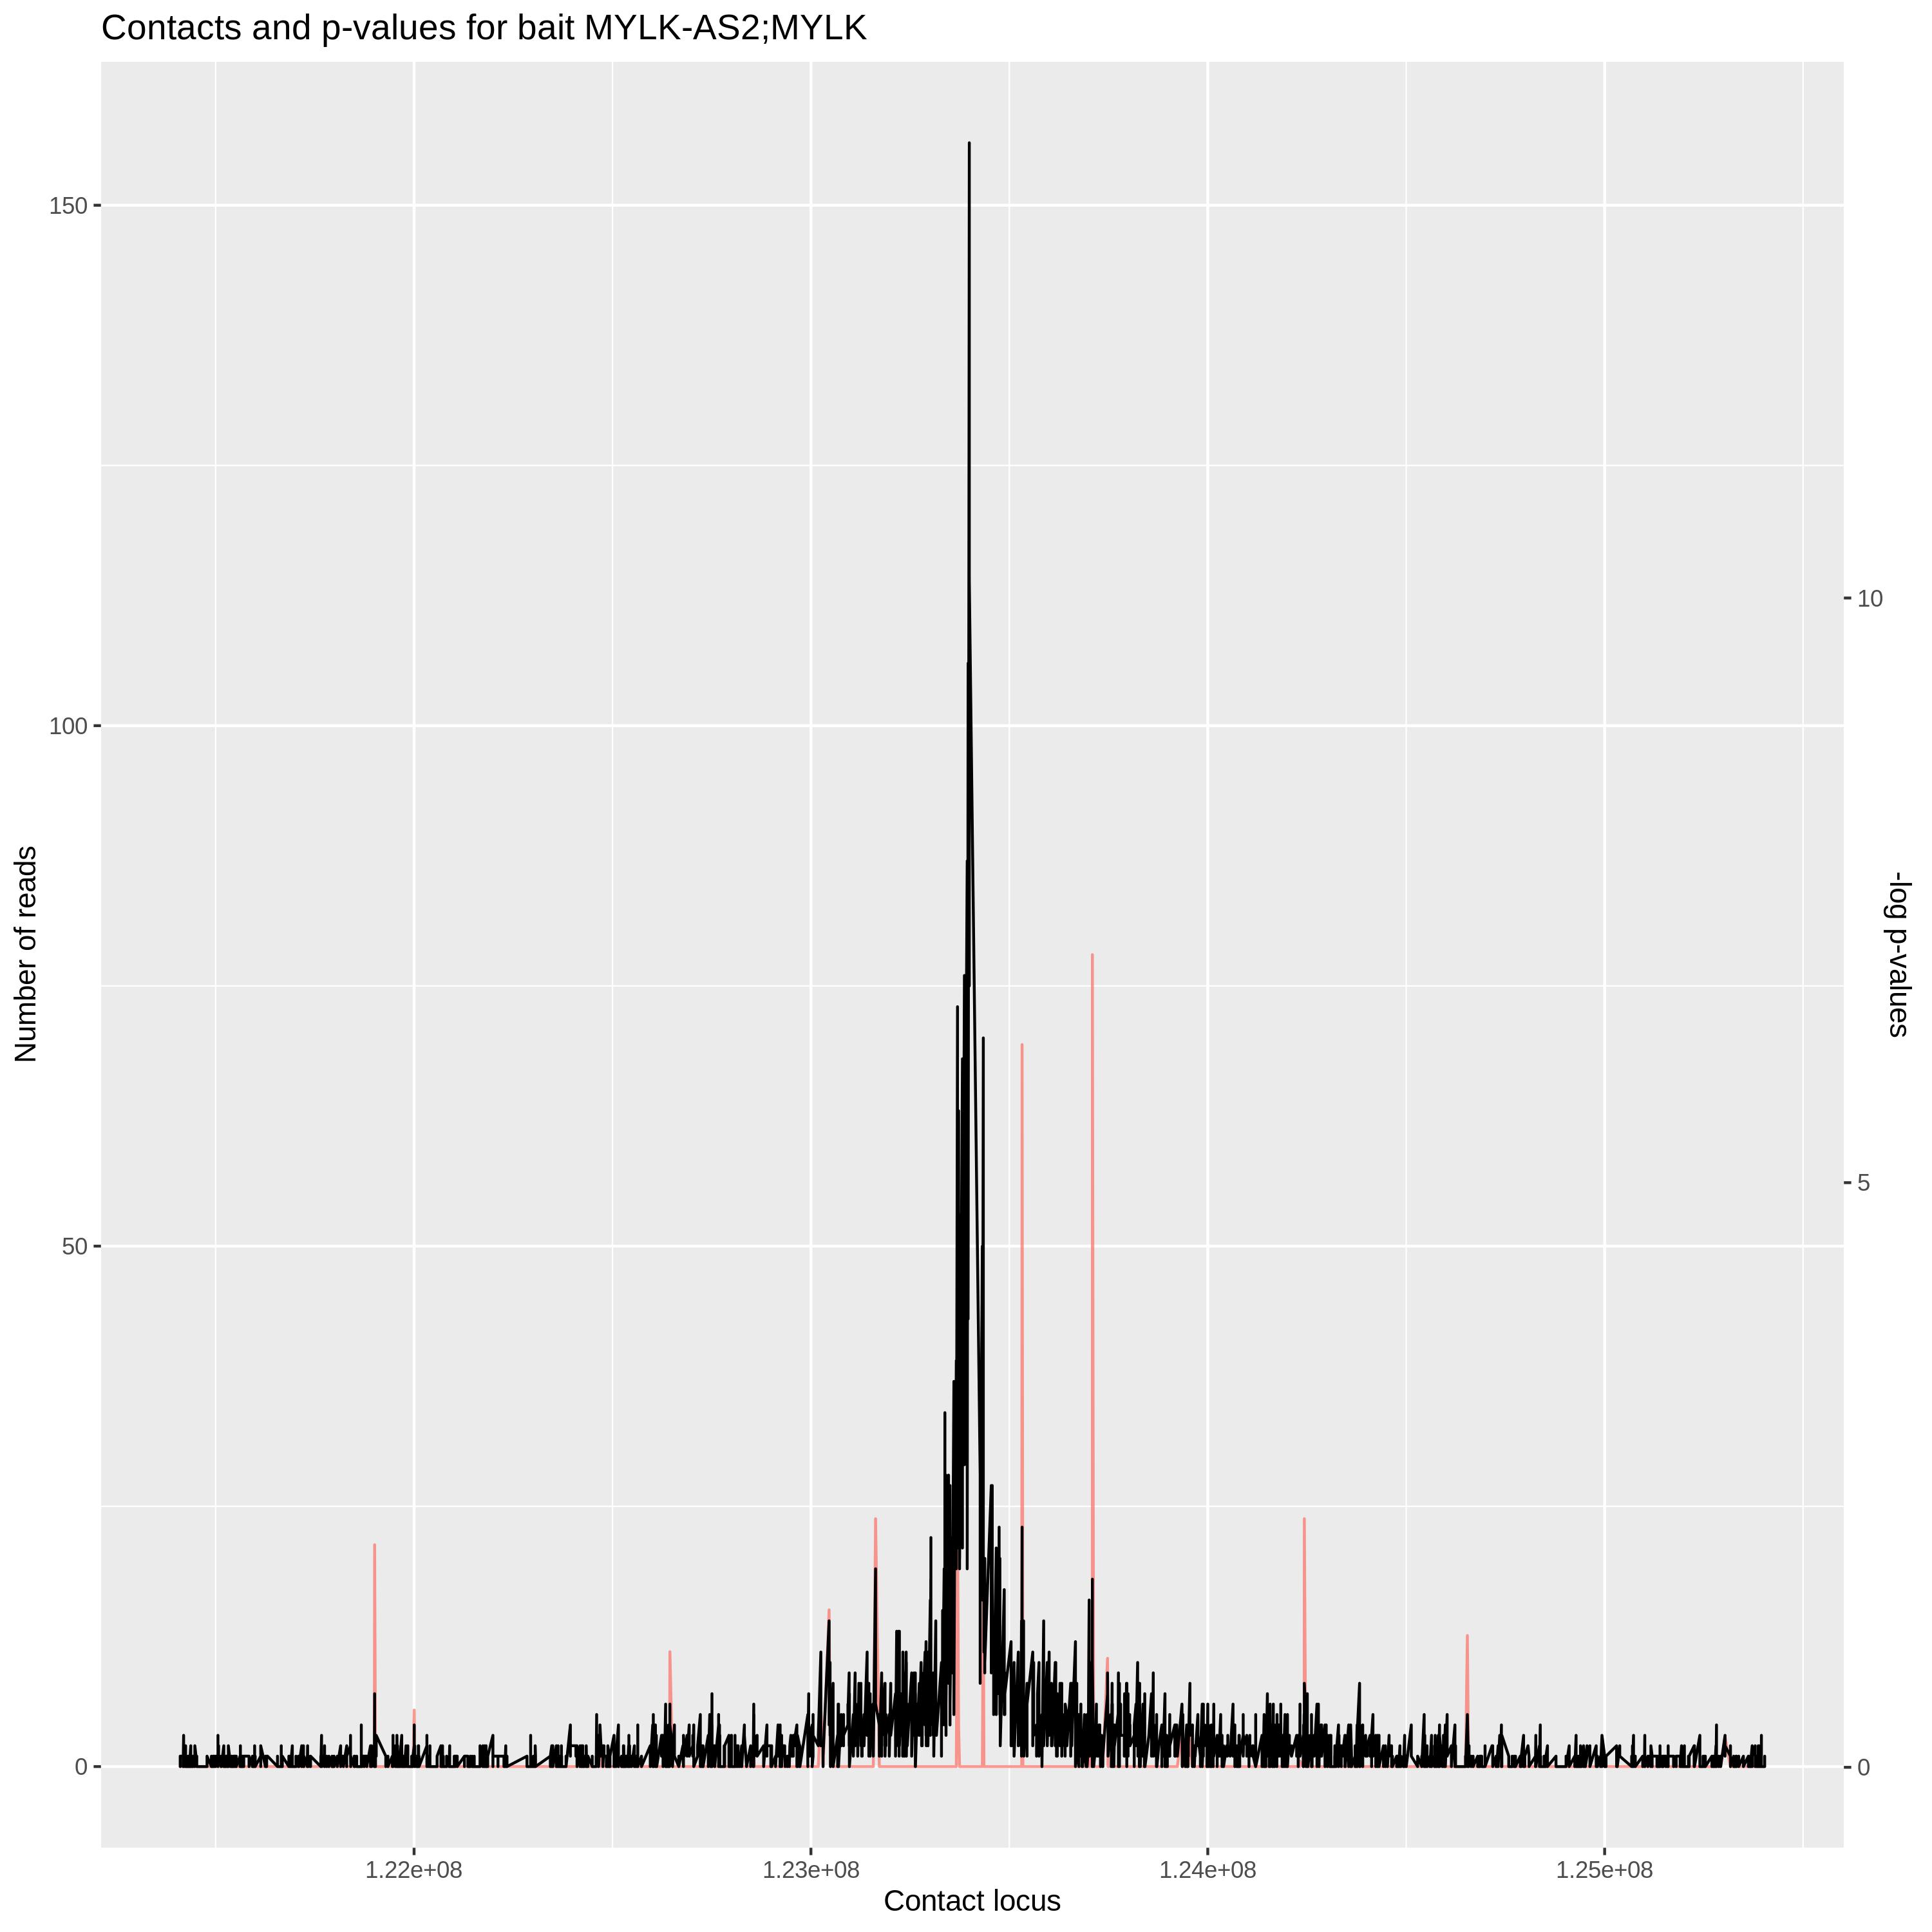 Contacts and p-values for bait MYLK-AS2;MYLK
150
100
50
0
Number of reads
10
5
0
-log p-values
1.22e+08
1.23e+08
1.24e+08
1.25e+08
Contact locus